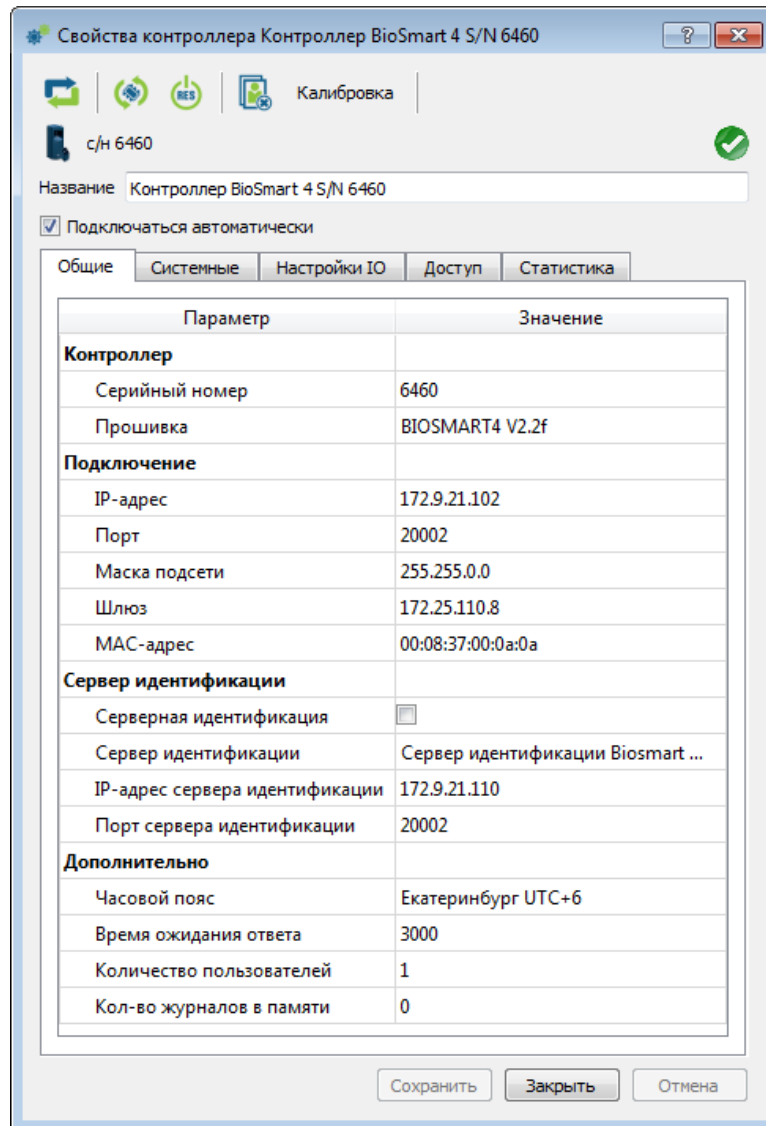 Свойства контроллера Контроллер BioSmart 4 S/N 6460
RES Калибровка
с/н 6460
Название Контроллер BioSmart 4 S/N 6460
Подключаться автоматически
Общие Системные Настройки IO Доступ Статистика
Параметр Значение
Контроллер
Серийный номер 6460
Прошивка BIOSMART4 V2.2f
Подключение
IP-адрес 172.9.21.102
Порт 20002
Маска подсети 255.255.0.0
Шлюз 172.25.110.8
MAC-адрес 00:08:37:00:0a:0a
Сервер идентификации
Серверная идентификация
Сервер идентификации Сервер идентификации Biosmart ...
IP-адрес сервера идентификации 172.9.21.110
Порт сервера идентификации 20002
Дополнительно
Часовой пояс Екатеринбург UTC+6
Время ожидания ответа 3000
Количество пользователей 1
Кол-во журналов в памяти 0
Сохранить Закрыть Отмена